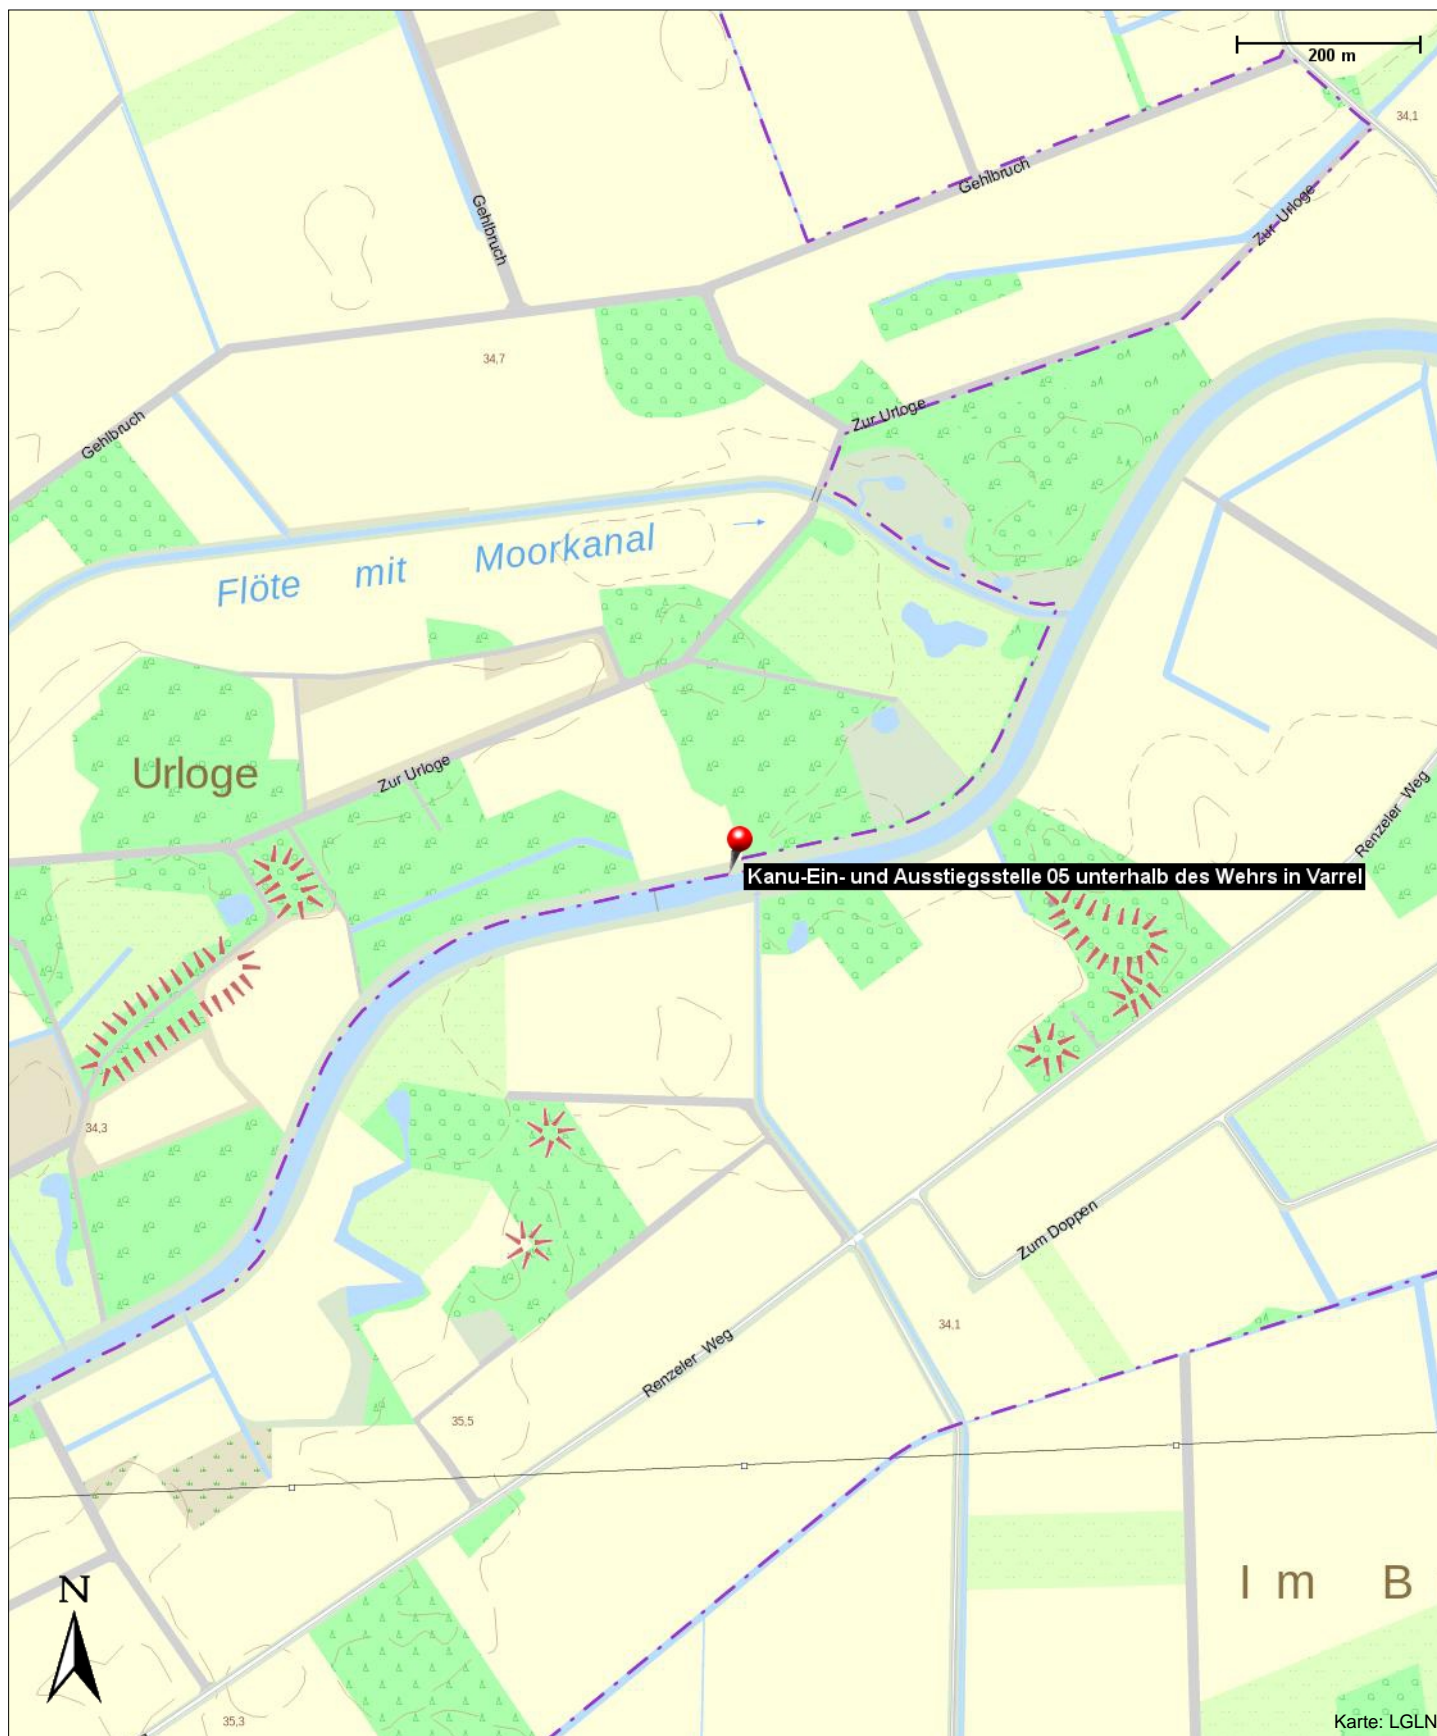 200 m
34,1
Gehlbruch
Gehlbruch
Zur Urloge
34,7
Zur Urloge
Gehlbruch
Flöte mit Moorkanal
Urloge
Zur Urloge
Renzeler Weg
Kanu-Ein- und Ausstiegsstelle 05 unterhalb des Wehrs in Varrel
34,3
Zum Doppen
34,1
Renzeler Weg
35,5
N
Im B
35,3
Karte: LGLN